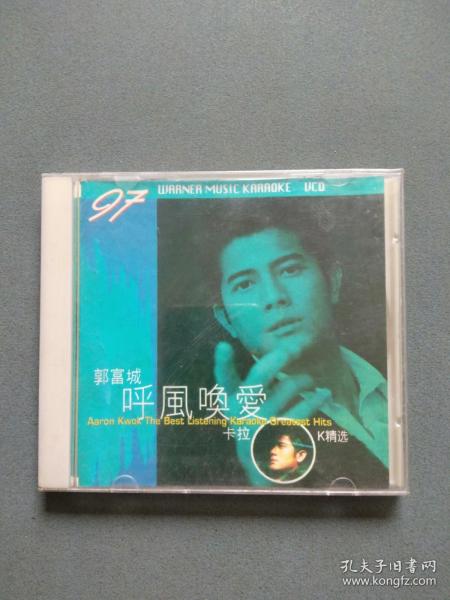 97 WARNER MUSIC KARAOKE VCD
郭富城
呼風喚愛
Aaron Kwok The Best Listening Karaoke Greatest Hits
卡拉 K精选
孔夫子旧书网
www.kongfz.com